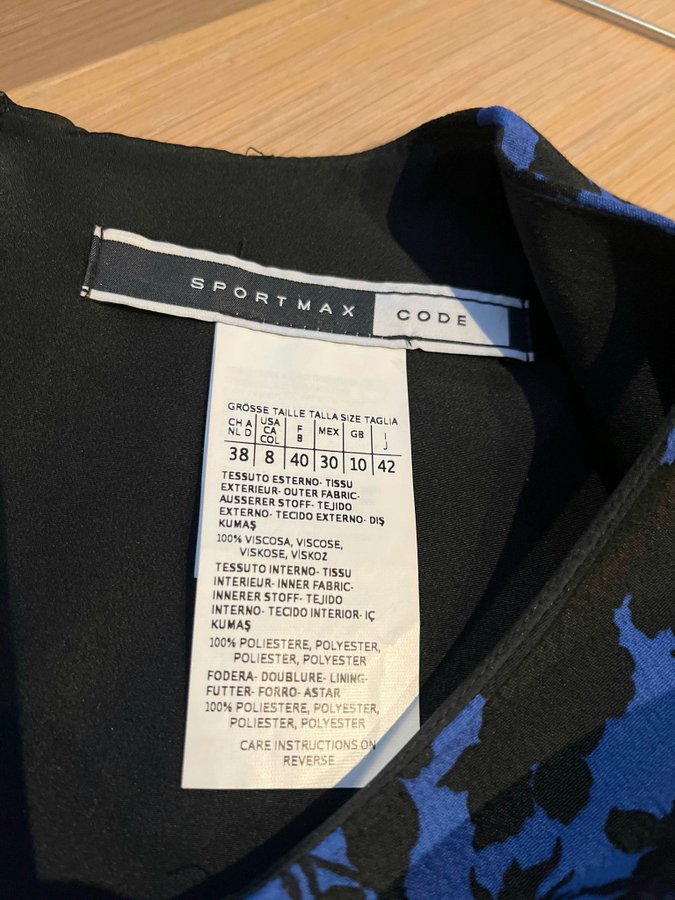 SPORTMAX CODE
GRÖSSE TAILLE TALLA SIZE TAGLIA
CH A NL D USA CA COL F B MEX GB I J
38 8 40 30 10 42
TESSUTO ESTERNO- TISSU
EXTERIEUR- OUTER FABRIC-
AUSSERER STOFF- TEJIDO
EXTERNO- TECIDO EXTERNO- DIŞ
KUMAŞ
100% VISCOSA, VISCOSE,
VISKOSE, VİSKOZ
TESSUTO INTERNO- TISSU
INTERIEUR- INNER FABRIC-
INNERER STOFF- TEJIDO
INTERNO- TECIDO INTERIOR- IÇ
KUMAŞ
100% POLIESTERE, POLYESTER,
POLIESTER, POLYESTER
FODERA- DOUBLURE- LINING-
FUTTER- FORRO- ASTAR
100% POLIESTERE, POLYESTER,
POLIESTER, POLYESTER
CARE INSTRUCTIONS ON
REVERSE